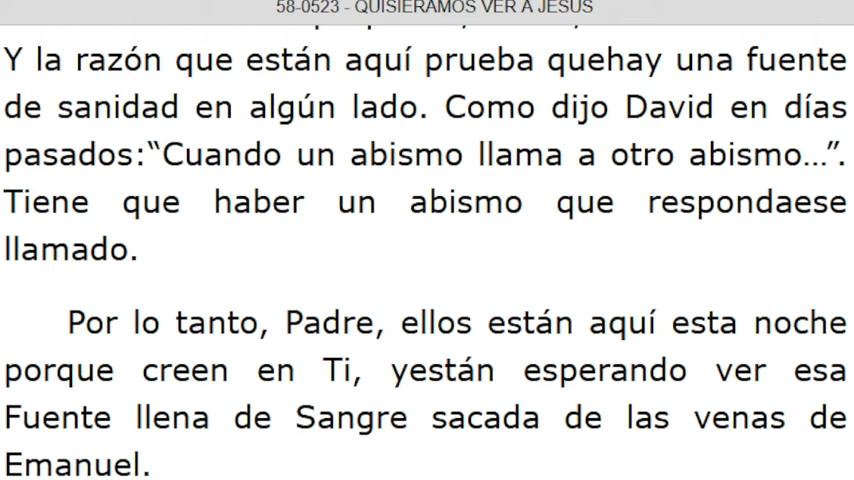 58-0523 - QUISIERAMOS VER A JESUS
Y la razón que están aquí prueba quehay una fuente
de sanidad en algún lado. Como dijo David en días
pasados:“Cuando un abismo llama a otro abismo...”.
Tiene que haber un abismo que respondaese
llamado.
Por lo tanto, Padre, ellos están aquí esta noche
porque creen en Ti, yestán esperando ver esa
Fuente llena de Sangre sacada de las venas de
Emanuel.